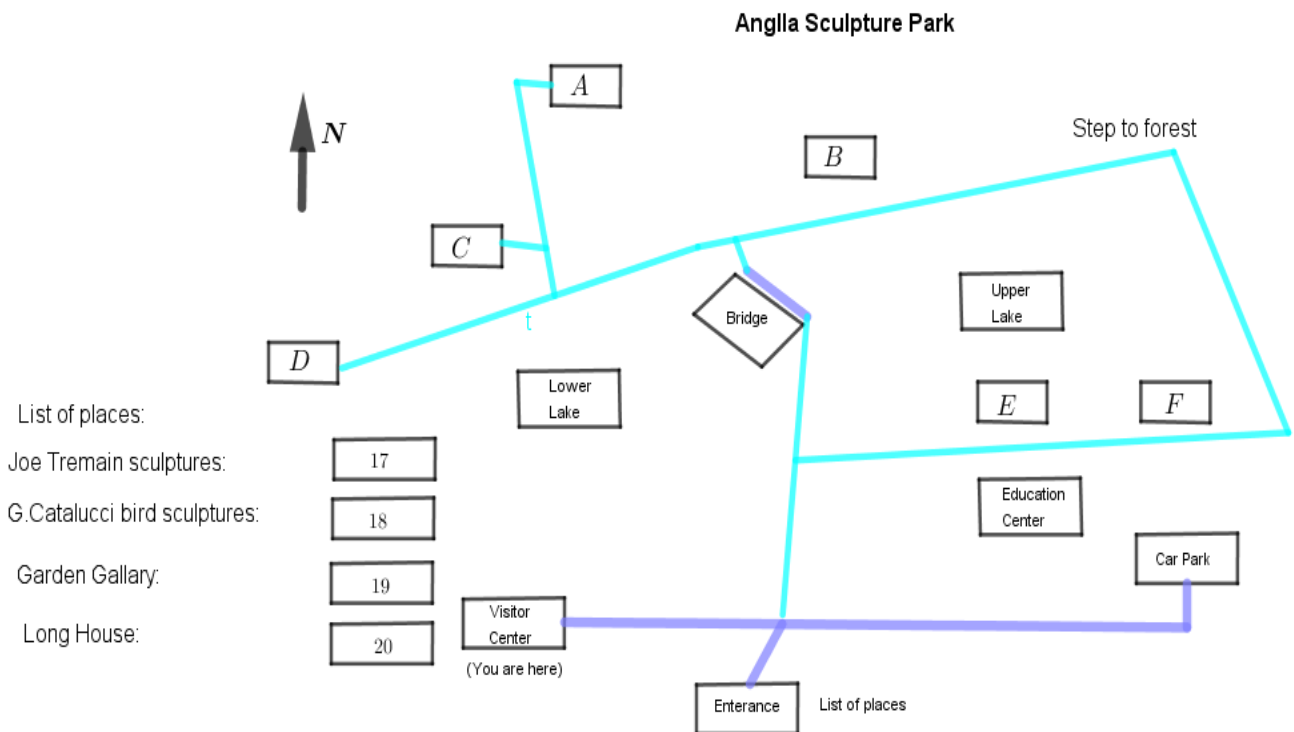 Anglla Sculpture Park
A
N
Step to forest
B
C
Upper
Lake
Bridge
t
D
Lower
Lake
E
F
List of places:
Joe Tremain sculptures:
17
Education
Center
G.Catalucci bird sculptures:
18
Car Park
Garden Gallary:
19
Visitor
Center
Long House:
20
(You are here)
Enterance
List of places